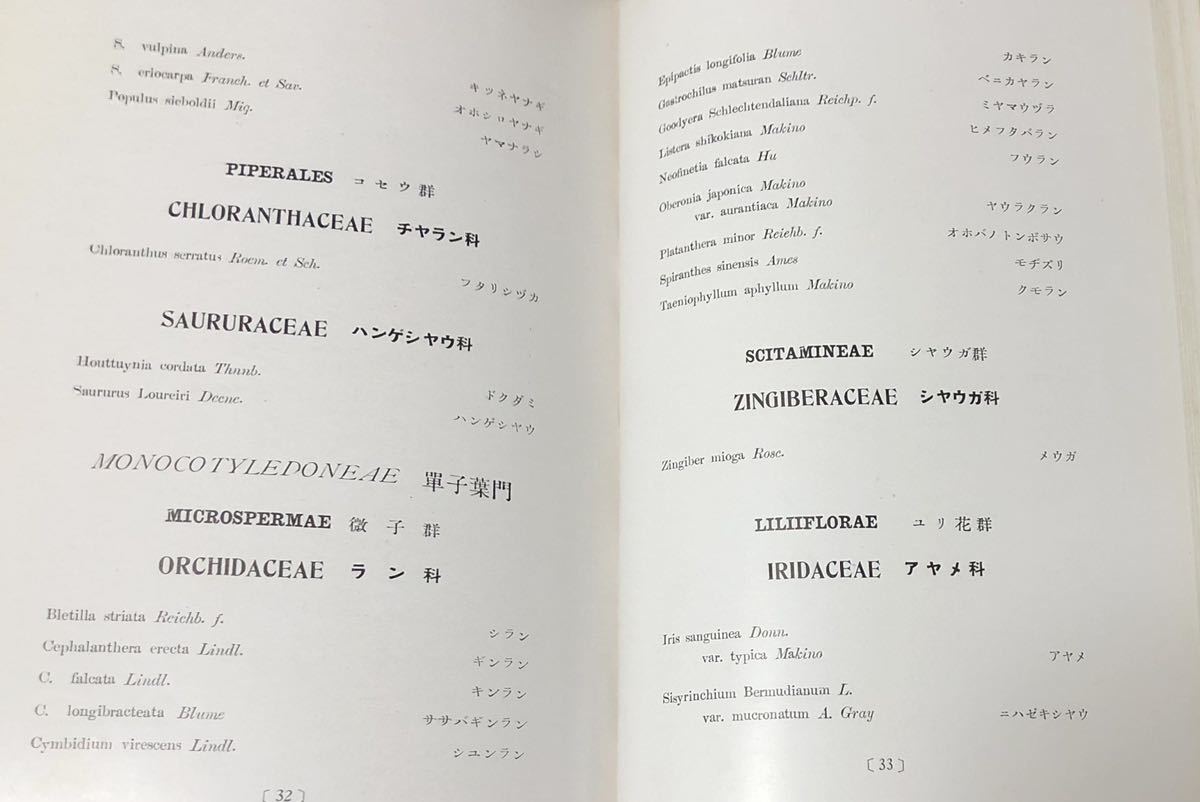 S. vulpina Anders. キツネヤナギ
S. eriocarpa Franch. et Sav. オホシロヤナギ
Populus sieboldii Miq. ヤマナラシ
PIPERALES コセウ群
CHLORANTHACEAE チヤラン科
Chloranthus serratus Roem. et Sch. フタリシヅカ
SAURURACEAE ハンゲシヤウ科
Houttuynia cordata Thunb. ドクダミ
Saururus Loureiri Decne. ハンゲシヤウ
MONOCOTYLEDONEAE 單子葉門
MICROSPERMAE 微子群
ORCHIDACEAE ラン科
Bletilla striata Reichb. f. シラン
Cephalanthera erecta Lindl. ギンラン
C. falcata Lindl. キンラン
C. longibracteata Blume ササバギンラン
Cymbidium virescens Lindl. シユンラン
〔 32 〕
Epipactis longifolia Blume カキラン
Gastrochilus matsuran Schltr. ベニカヤラン
Goodyera Schlechtendaliana Reichp. f. ミヤマウヅラ
Listera shikokiana Makino ヒメフタバラン
Neofinetia falcata Hu フウラン
Oberonia japonica Makino
var. aurantiaca Makino ヤウラクラン
Platanthera minor Reichb. f. オホバノトンボサウ
Spiranthes sinensis Ames モヂズリ
Taeniophyllum aphyllum Makino クモラン
SCITAMINEAE シヤウガ群
ZINGIBERACEAE シヤウガ科
Zingiber mioga Rosc. メウガ
LILIIFLORAE ユリ花群
IRIDACEAE アヤメ科
Iris sanguinea Donn.
var. typica Makino アヤメ
Sisyrinchium Bermudianum L.
var. mucronatum A. Gray ニハゼキシヤウ
〔 33 〕